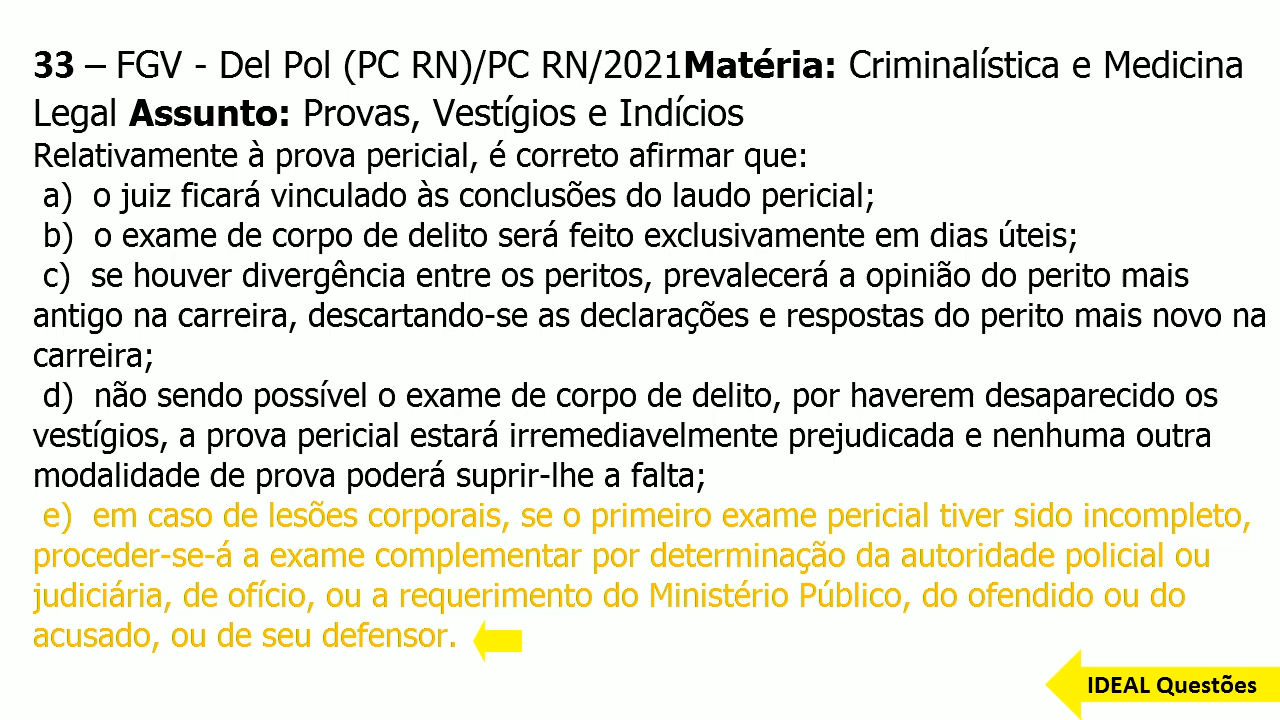 33 – FGV - Del Pol (PC RN)/PC RN/2021Matéria: Criminalística e Medicina
Legal Assunto: Provas, Vestígios e Indícios
Relativamente à prova pericial, é correto afirmar que:
a) o juiz ficará vinculado às conclusões do laudo pericial;
b) o exame de corpo de delito será feito exclusivamente em dias úteis;
c) se houver divergência entre os peritos, prevalecerá a opinião do perito mais
antigo na carreira, descartando-se as declarações e respostas do perito mais novo na
carreira;
d) não sendo possível o exame de corpo de delito, por haverem desaparecido os
vestígios, a prova pericial estará irremediavelmente prejudicada e nenhuma outra
modalidade de prova poderá suprir-lhe a falta;
e) em caso de lesões corporais, se o primeiro exame pericial tiver sido incompleto,
proceder-se-á a exame complementar por determinação da autoridade policial ou
judiciária, de ofício, ou a requerimento do Ministério Público, do ofendido ou do
acusado, ou de seu defensor.
IDEAL Questões